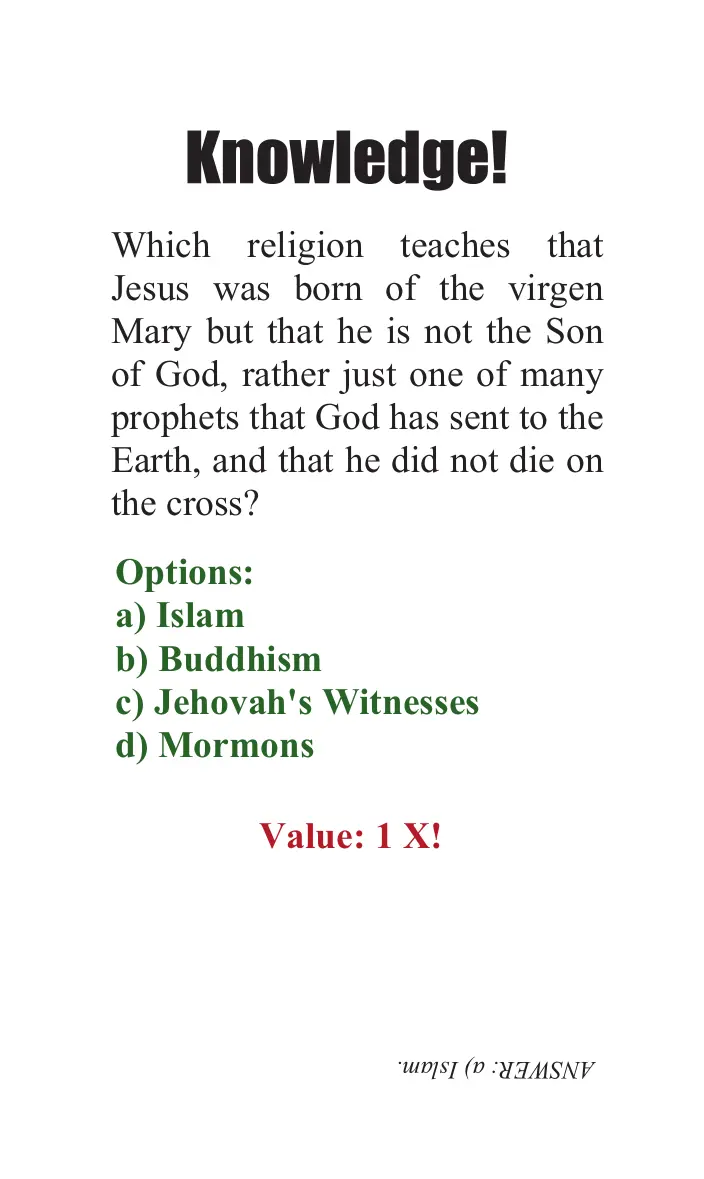 Knowledge!
Which religion teaches that
Jesus was born of the virgen
Mary but that he is not the Son
of God, rather just one of many
prophets that God has sent to the
Earth, and that he did not die on
the cross?
Options:
a) Islam
b) Buddhism
c) Jehovah's Witnesses
d) Mormons
Value: 1 X!
ANSWER: a) Islam.